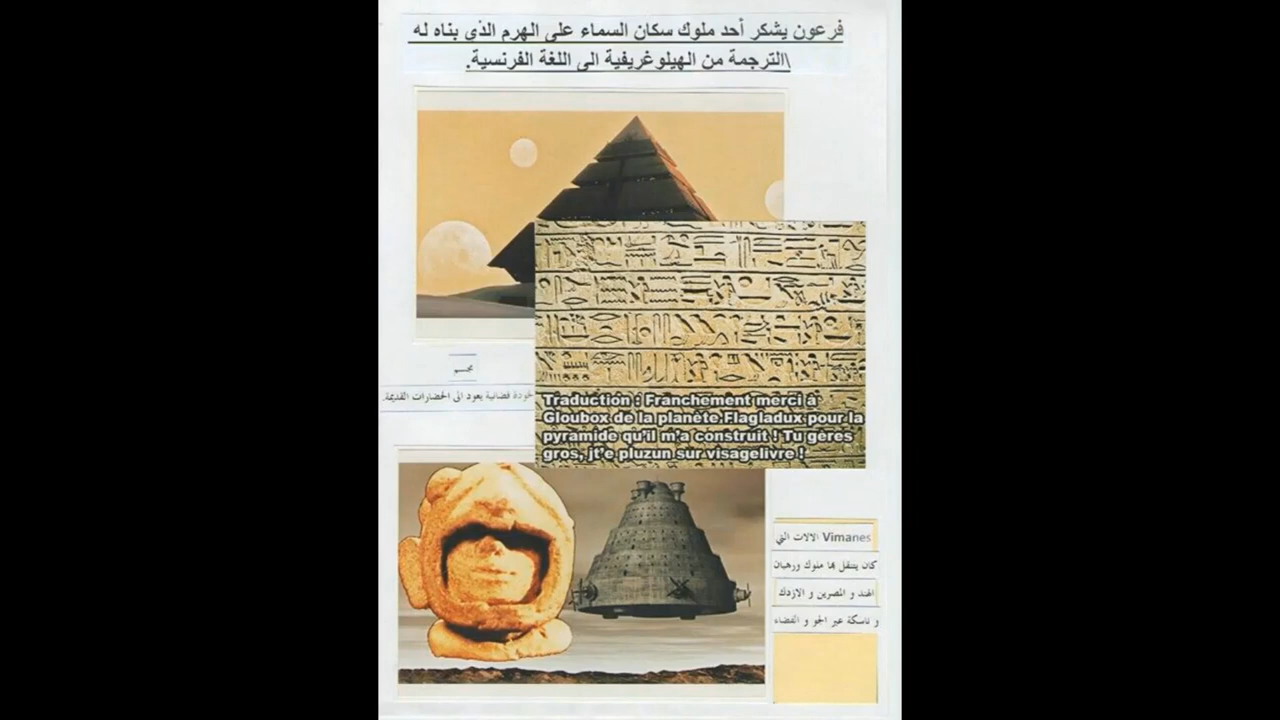 فرعون يشكر أحد ملوك سكان السماء على الهرم الذي بناه له
\الترجمة من الهيلوغريفية الى اللغة الفرنسية.
مجسم
لخوذة فضائية يعود الى الحضارات القديمة.
Traduction : Franchement merci à
Gloubox de la planète Flagladux pour la
pyramide qu'il m'a construit ! Tu gères
gros, jt'e pluzun sur visagelivre !
Vimanes الالات التي
كان يتنقل بها ملوك ورهبان
الهند و المصرين و الازدك
و ناسكة عبر الجو و الفضاء